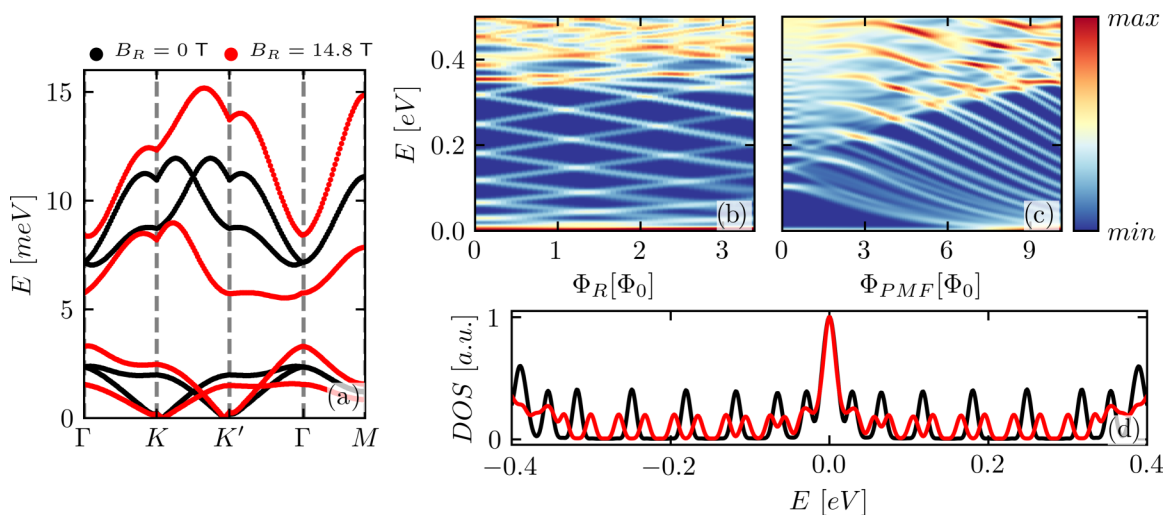 B_R = 0 T B_R = 14.8 T
E [meV]
15
10
5
0
Γ K K′ Γ M
(a)
E [eV]
0.4
0.2
0.0
0 1 2 3
Φ_R[Φ_0]
(b)
0 3 6 9
Φ_PMF[Φ_0]
(c)
max
min
DOS [a.u.]
1
0
−0.4 −0.2 0.0 0.2 0.4
E [eV]
(d)